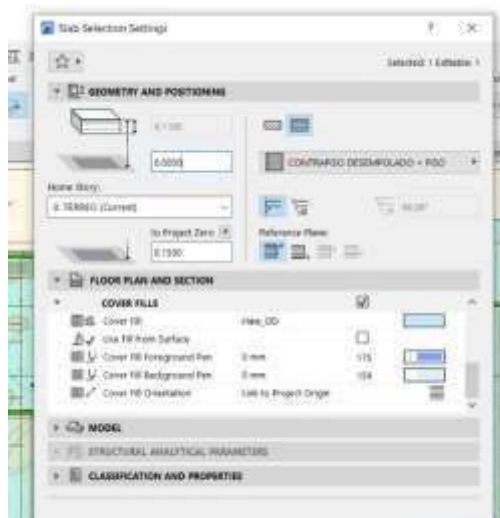 Slab Selection Settings
? ×
Selected: 1 Editable: 1
GEOMETRY AND POSITIONING
0.0000
CONTRAPISO DESEMPOLADO + PISO
Home Story:
0. TERREO (Current)
to Project Zero
0.1500
Reference Plane:
FLOOR PLAN AND SECTION
COVER FILLS
Cover Fill
Use Fill from Surface
Cover Fill Foreground Pen 0 mm 115
Cover Fill Background Pen 0 mm
Cover Fill Orientation Link to Project Origin
MODEL
STRUCTURAL ANALYTICAL PARAMETERS
CLASSIFICATION AND PROPERTIES